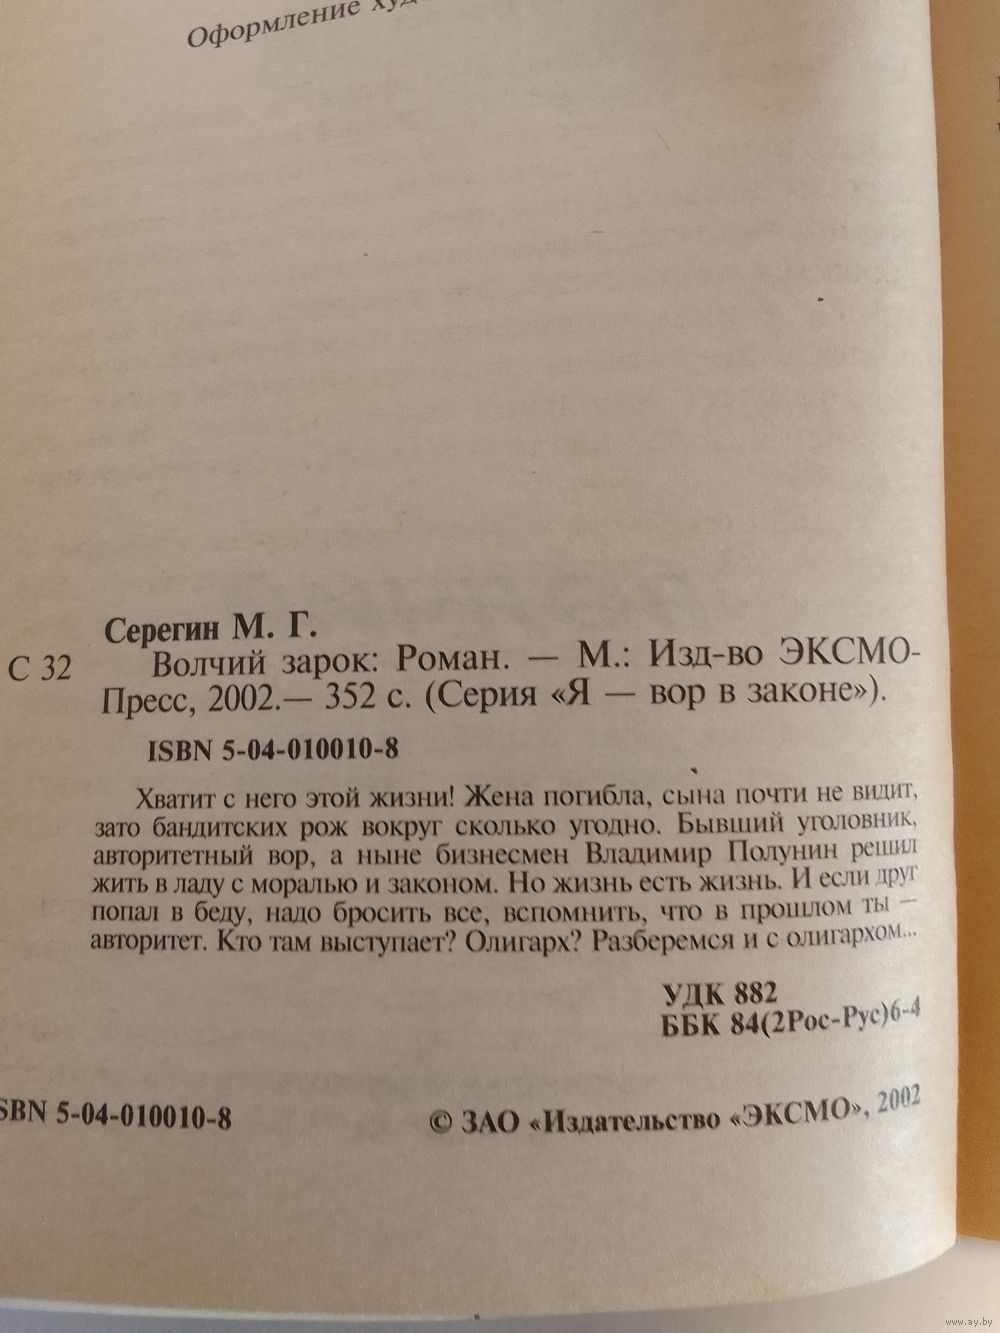 Оформление
Серегин М. Г.
С 32 Волчий зарок: Роман. — М.: Изд-во ЭКСМО-
Пресс, 2002.— 352 с. (Серия «Я — вор в законе»).
ISBN 5-04-010010-8
Хватит с него этой жизни! Жена погибла, сына почти не видит,
зато бандитских рож вокруг сколько угодно. Бывший уголовник,
авторитетный вор, а ныне бизнесмен Владимир Полунин решил
жить в ладу с моралью и законом. Но жизнь есть жизнь. И если друг
попал в беду, надо бросить все, вспомнить, что в прошлом ты —
авторитет. Кто там выступает? Олигарх? Разберемся и с олигархом...
УДК 882
ББК 84(2Рос-Рус)6-4
SBN 5-04-010010-8 © ЗАО «Издательство «ЭКСМО», 2002
www.ay.by